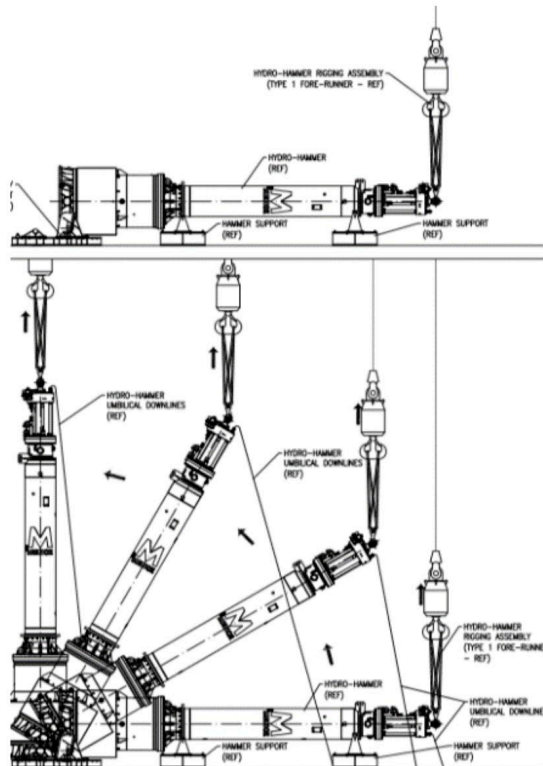 HYDRO-HAMMER RIGGING ASSEMBLY
(TYPE 1 FORE-RUNNER - REF)
HYDRO-HAMMER
(REF)
HAMMER SUPPORT
(REF)
HAMMER SUPPORT
(REF)
HYDRO-HAMMER
UMBILICAL DOWNLINES
(REF)
HYDRO-HAMMER
UMBILICAL DOWNLINES
(REF)
HYDRO-HAMMER
RIGGING ASSEMBLY
(TYPE 1 FORE-RUNN
- REF)
HYDRO-HAMMER
(REF)
HYDRO-HAMMER
UMBILICAL DOWNLINE
(REF)
HAMMER SUPPORT
(REF)
HAMMER SUPPORT
(REF)